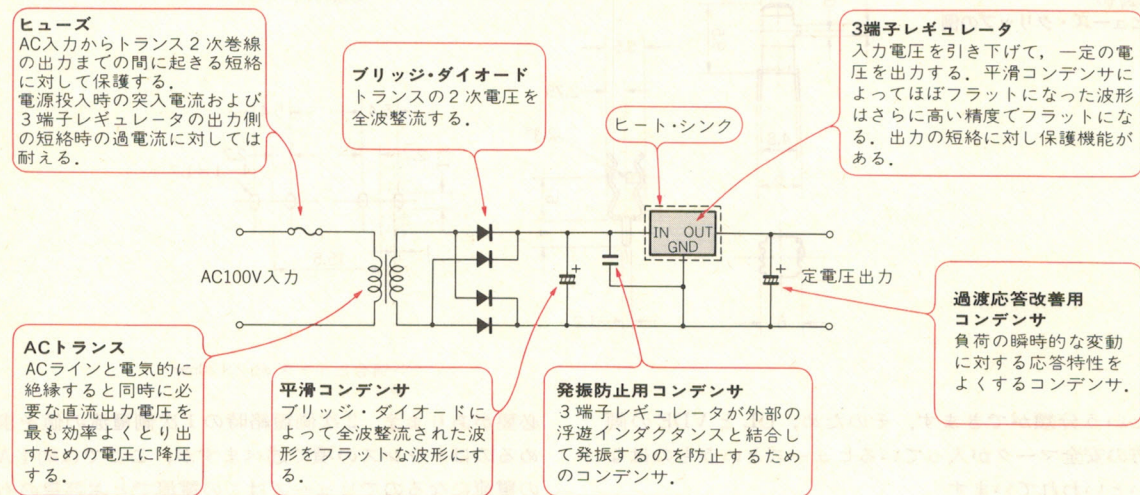 ヒューズ
AC入力からトランス2次巻線
の出力までの間に起きる短絡
に対して保護する.
電源投入時の突入電流および
3端子レギュレータの出力側
の短絡時の過電流に対しては
耐える.
ブリッジ・ダイオード
トランスの2次電圧を
全波整流する.
ヒート・シンク
3端子レギュレータ
入力電圧を引き下げて,一定の電
圧を出力する.平滑コンデンサに
よってほぼフラットになった波形
はさらに高い精度でフラットにな
る.出力の短絡に対し保護機能が
ある.
AC100V入力
IN OUT
GND
+
+
定電圧出力
ACトランス
ACラインと電気的に
絶縁すると同時に必
要な直流出力電圧を
最も効率よくとり出
すための電圧に降圧
する.
平滑コンデンサ
ブリッジ・ダイオードに
よって全波整流された波
形をフラットな波形にす
る.
発振防止用コンデンサ
3端子レギュレータが外部の
浮遊インダクタンスと結合し
て発振するのを防止するため
のコンデンサ.
過渡応答改善用
コンデンサ
負荷の瞬時的な変動
に対する応答特性を
よくするコンデンサ.